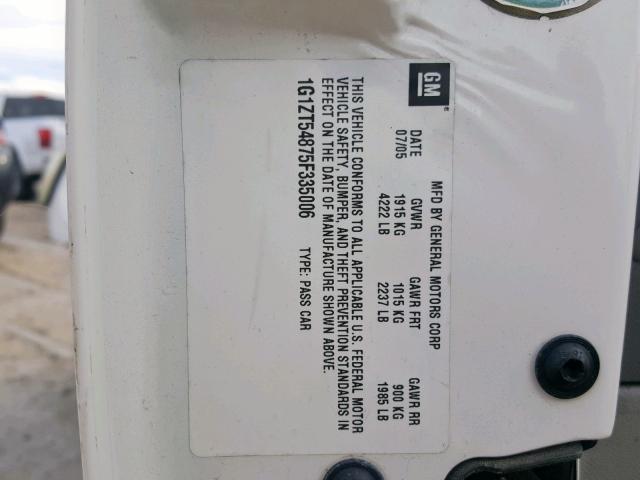 GM
MFD BY GENERAL MOTORS CORP
DATE GVWR GAWR FRT GAWR RR
07/05 1915 KG 1015 KG 900 KG
4222 LB 2237 LB 1985 LB
THIS VEHICLE CONFORMS TO ALL APPLICABLE U.S. FEDERAL MOTOR
VEHICLE SAFETY, BUMPER, AND THEFT PREVENTION STANDARDS IN
EFFECT ON THE DATE OF MANUFACTURE SHOWN ABOVE.
1G1ZT54875F335006 TYPE: PASS CAR